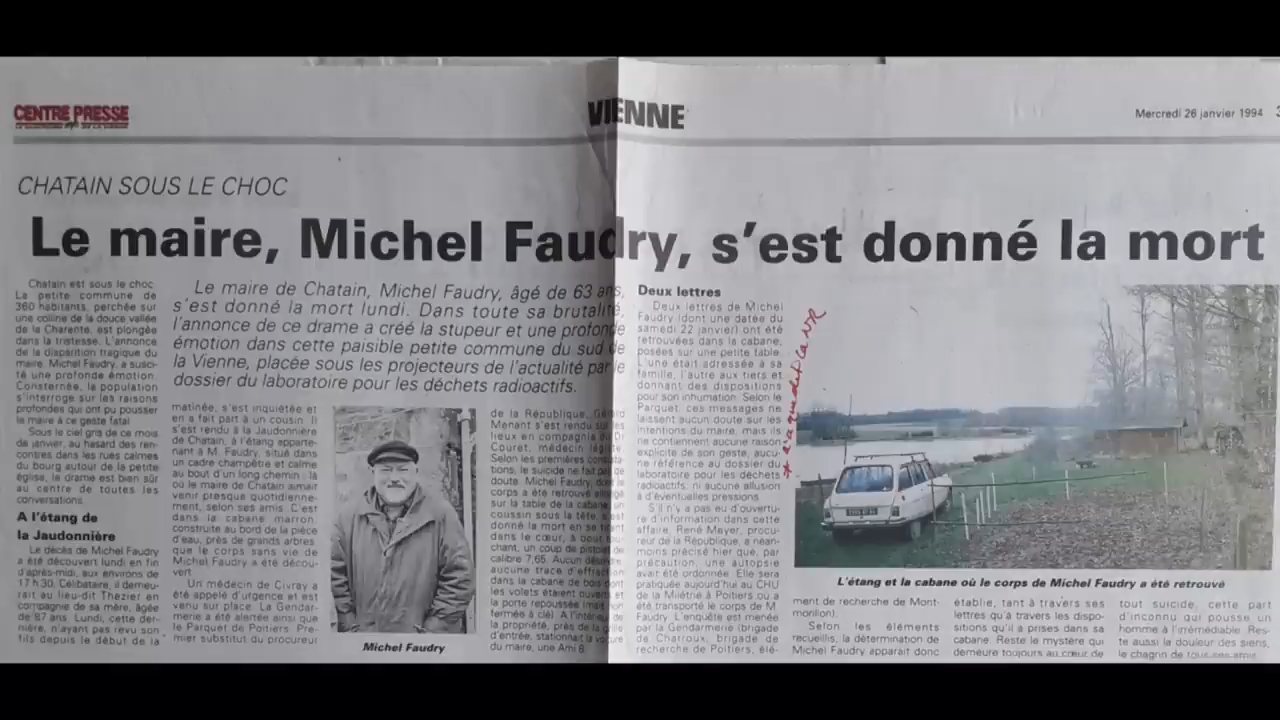 CENTRE PRESSE
VIENNE
Mercredi 26 janvier 1994
CHATAIN SOUS LE CHOC
Le maire, Michel Faudry, s'est donné la mort
Chatain est sous le choc.
La petite commune de
360 habitants, perchée sur
une colline de la douce vallée
de la Charente, est plongée
dans la tristesse. L'annonce
de la disparition tragique du
maire, Michel Faudry, a susci-
té une profonde émotion.
Consternée, la population
s'interroge sur les raisons
profondes qui ont pu pousser
le maire à ce geste fatal.
Sous le ciel gris de ce mois
de janvier, au hasard des ren-
contres dans les rues calmes
du bourg autour de la petite
église, le drame est bien sûr
au centre de toutes les
conversations.
A l'étang de
la Jaudonnière
Le décès de Michel Faudry
a été découvert lundi en fin
d'après-midi, aux environs de
17 h 30. Célibataire, il demeu-
rait au lieu-dit Thezier en
compagnie de sa mère, âgée
de 87 ans. Lundi, cette der-
nière, n'ayant pas revu son
fils depuis le début de la
Le maire de Chatain, Michel Faudry, âgé de 63 ans,
s'est donné la mort lundi. Dans toute sa brutalité,
l'annonce de ce drame a créé la stupeur et une profonde
émotion dans cette paisible petite commune du sud de
la Vienne, placée sous les projecteurs de l'actualité par le
dossier du laboratoire pour les déchets radioactifs.
matinée, s'est inquiétée et
en a fait part à un cousin. Il
s'est rendu à la Jaudonnière
de Chatain, à l'étang apparte-
nant à M. Faudry, situé dans
un cadre champêtre et calme
au bout d'un long chemin : là
où le maire de Chatain aimait
venir presque quotidienne-
ment, selon ses amis. C'est
dans la cabane marron,
construite au bord de la pièce
d'eau, près de grands arbres,
que le corps sans vie de
Michel Faudry a été décou-
vert.
Un médecin de Civray a
été appelé d'urgence et est
venu sur place. La Gendar-
merie a été alertée ainsi que
le Parquet de Poitiers. Pre-
mier substitut du procureur
Michel Faudry
de la République, Gérard
Menant s'est rendu sur les
lieux en compagnie du Dr
Couret, médecin légiste.
Selon les premières constata-
tions, le suicide ne fait pas de
doute. Michel Faudry, dont le
corps a été retrouvé allongé
sur la table de la cabane, un
coussin sous la tête, s'est
donné la mort en se tirant
dans le cœur, à bout tou-
chant, un coup de pistolet de
calibre 7,65. Aucun désordre,
aucune trace d'effraction
dans la cabane de bois dont
les volets étaient ouverts et
la porte repoussée (mais non
fermée à clé). A l'intérieur de
la propriété, près de la grille
d'entrée, stationnait la voiture
du maire, une Ami 8.
Deux lettres
Deux lettres de Michel
Faudry (dont une datée du
samedi 22 janvier) ont été
retrouvées dans la cabane,
posées sur une petite table.
L'une était adressée à sa
famille, l'autre aux tiers et
donnant des dispositions
pour son inhumation. Selon le
Parquet, ces messages ne
laissent aucun doute sur les
intentions du maire, mais ils
ne contiennent aucune raison
explicite de son geste, aucu-
ne référence au dossier du
laboratoire pour les déchets
radioactifs, ni aucune allusion
à d'éventuelles pressions.
S'il n'y a pas eu d'ouvertu-
re d'information dans cette
affaire, René Meyer, procu-
reur de la République, a néan-
moins précisé hier que, par
précaution, une autopsie
avait été ordonnée. Elle sera
pratiquée aujourd'hui au CHU
de la Milétrie à Poitiers où a
été transporté le corps de M.
Faudry. L'enquête est menée
par la Gendarmerie (brigade
de Charroux, brigade de
recherche de Poitiers, élé-
L'étang et la cabane où le corps de Michel Faudry a été retrouvé
ment de recherche de Mont-
morillon).
Selon les éléments
recueillis, la détermination de
Michel Faudry apparaît donc
établie, tant à travers ses
lettres qu'à travers les dispo-
sitions qu'il a prises dans sa
cabane. Reste le mystère qui
demeure toujours au cœur de
tout suicide, cette part
d'inconnu qui pousse un
homme à l'irrémédiable. Res-
te aussi la douleur des siens,
le chagrin de tous ses amis.